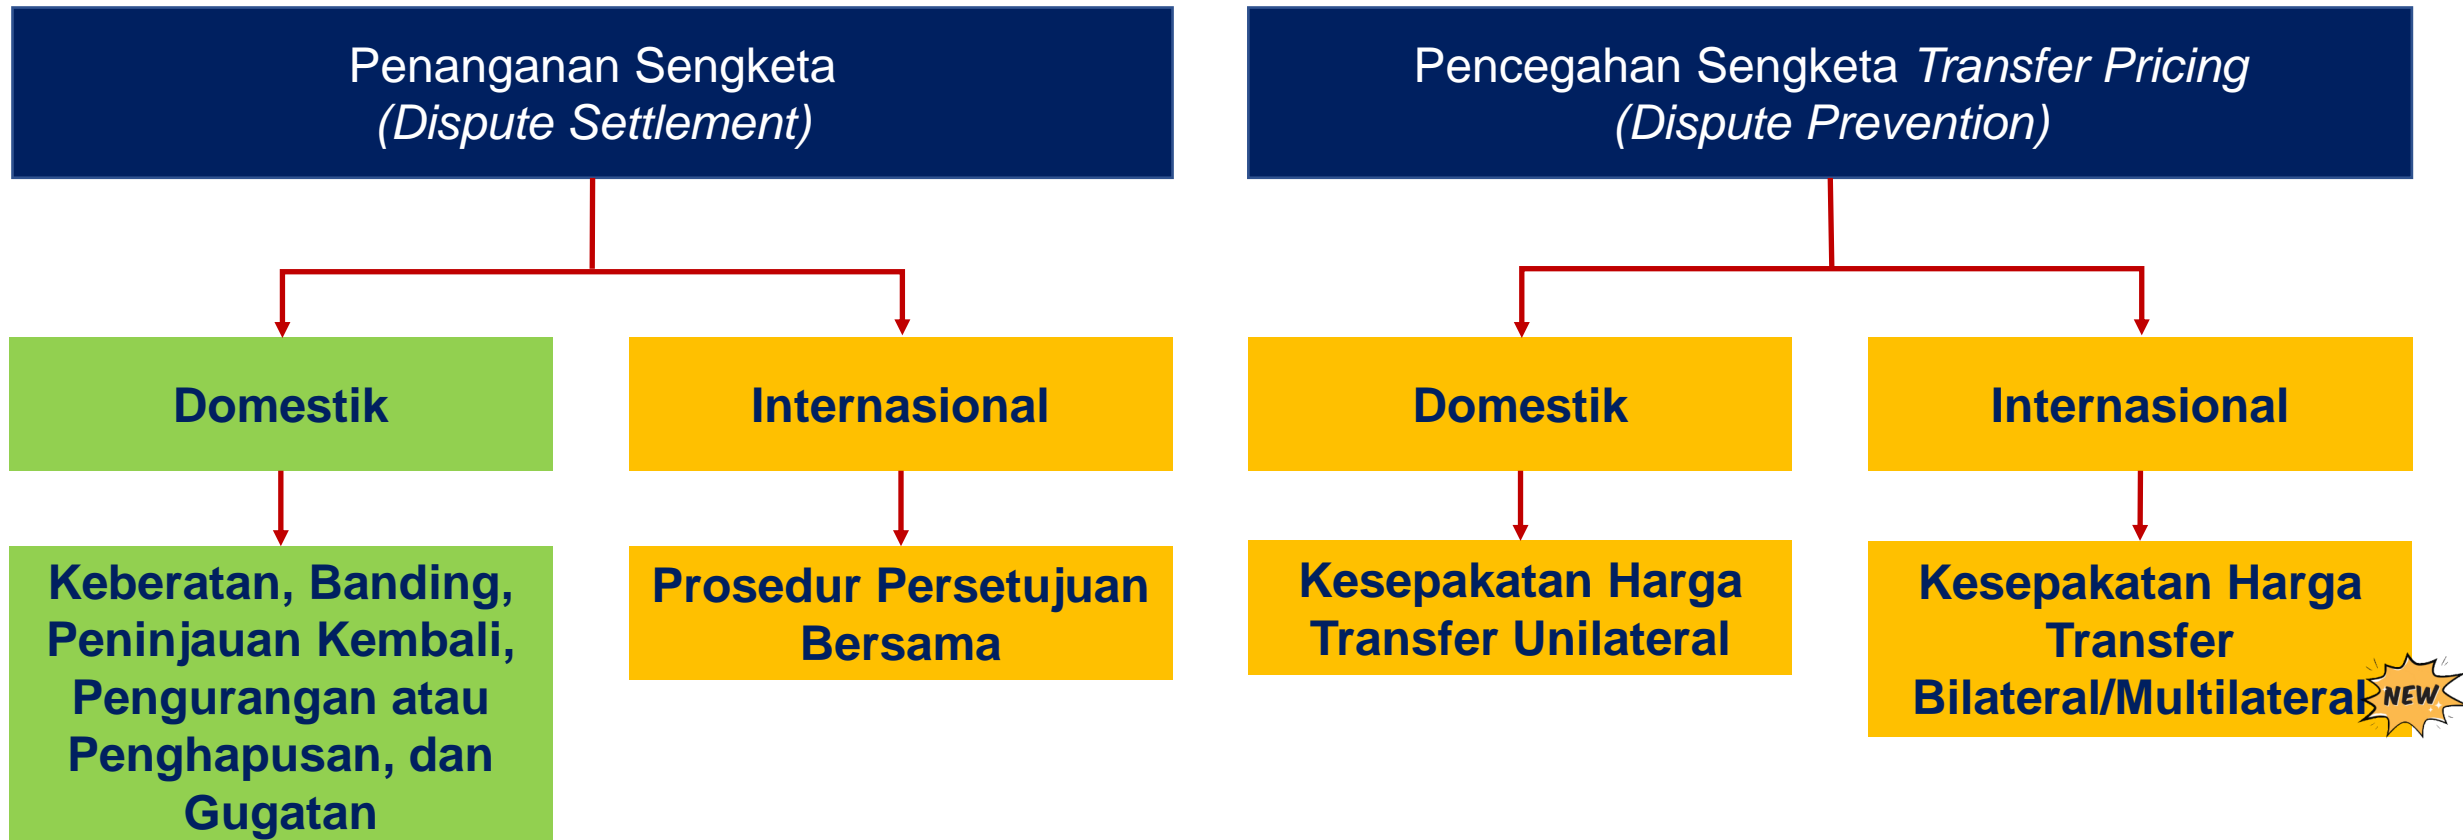 Penanganan Sengketa
(Dispute Settlement)
Pencegahan Sengketa Transfer Pricing
(Dispute Prevention)
Domestik
Internasional
Domestik
Internasional
Keberatan, Banding,
Peninjauan Kembali,
Pengurangan atau
Penghapusan, dan
Gugatan
Prosedur Persetujuan
Bersama
Kesepakatan Harga
Transfer Unilateral
Kesepakatan Harga
Transfer
Bilateral/Multilateral
NEW